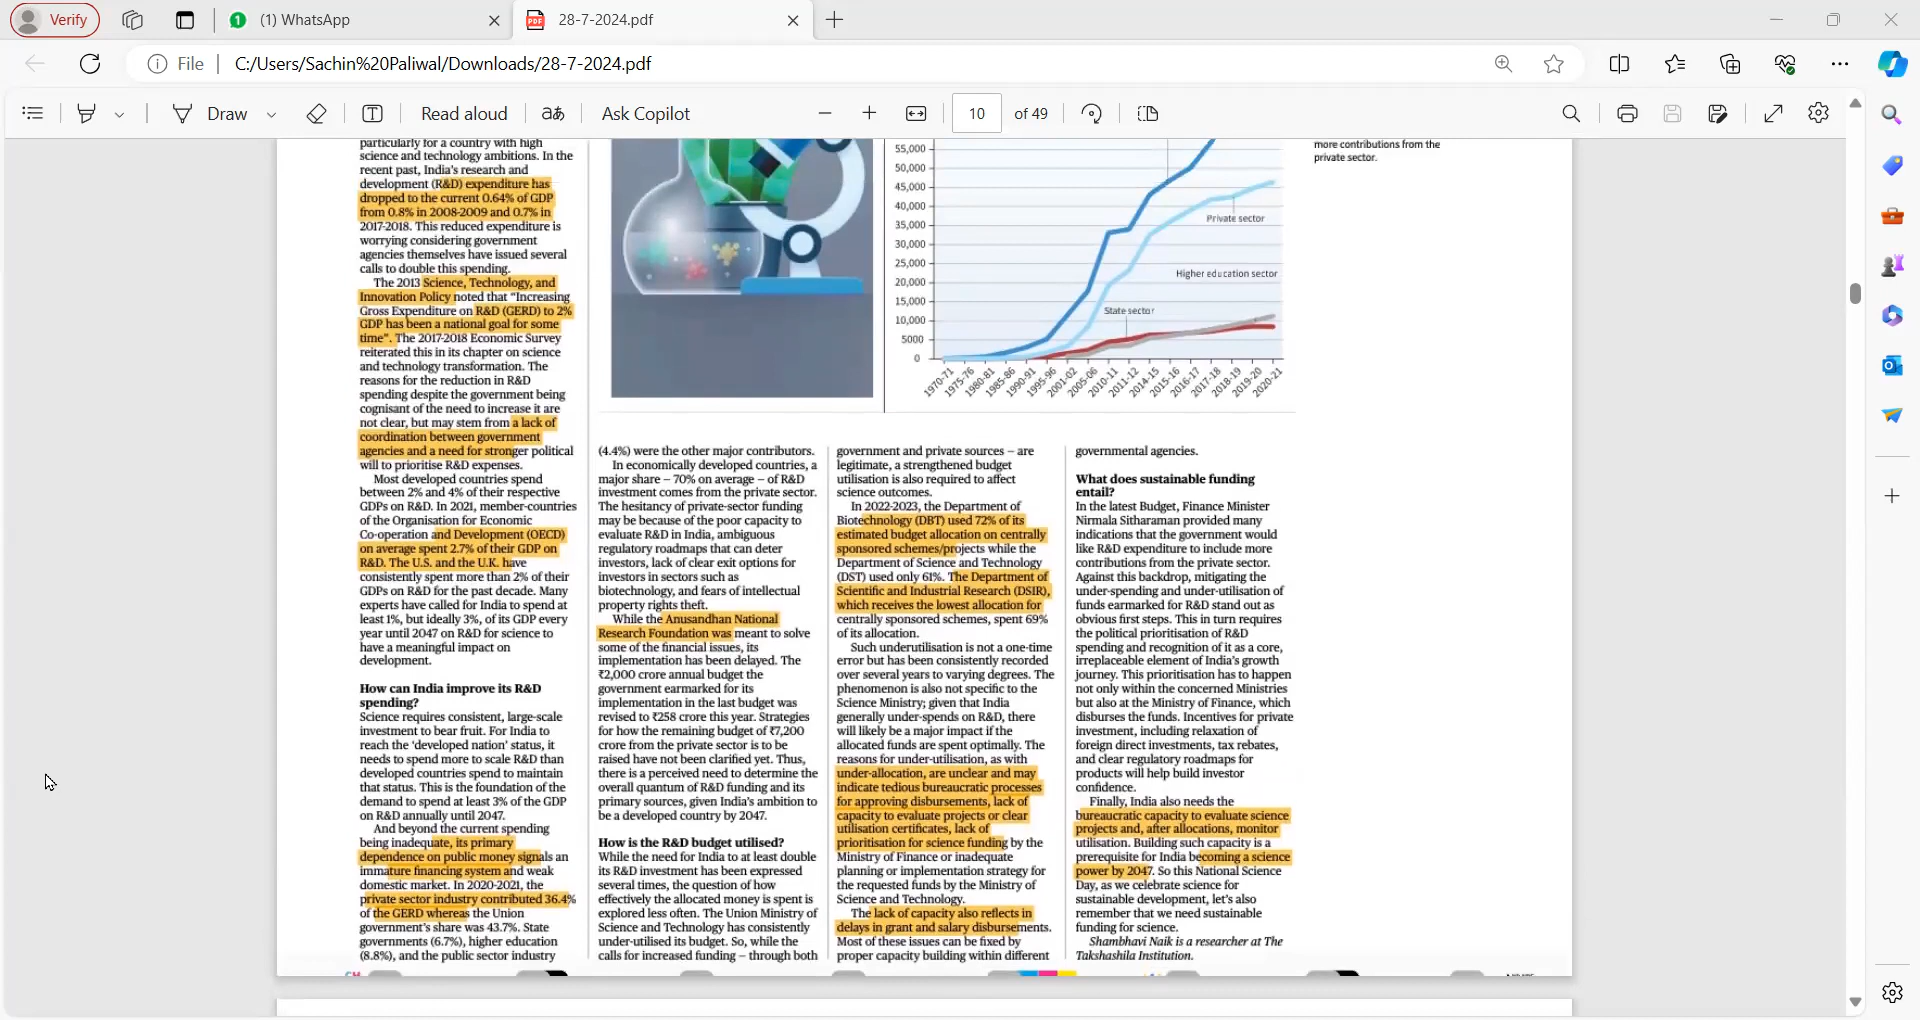 Verify
(1) WhatsApp
28-7-2024.pdf
File
C:/Users/Sachin%20Paliwal/Downloads/28-7-2024.pdf
Draw
Read aloud
aあ
Ask Copilot
10
of 49
particularly for a country with high
science and technology ambitions. In the
recent past, India's research and
development (R&D) expenditure has
dropped to the current 0.64% of GDP
from 0.8% in 2008-2009 and 0.7% in
2017-2018. This reduced expenditure is
worrying considering government
agencies themselves have issued several
calls to double this spending.
The 2013 Science, Technology, and
Innovation Policy noted that "Increasing
Gross Expenditure on R&D (GERD) to 2%
GDP has been a national goal for some
time". The 2017-2018 Economic Survey
reiterated this in its chapter on science
and technology transformation. The
reasons for the reduction in R&D
spending despite the government being
cognisant of the need to increase it are
not clear, but may stem from a lack of
coordination between government
agencies and a need for stronger political
will to prioritise R&D expenses.
Most developed countries spend
between 2% and 4% of their respective
GDPs on R&D. In 2021, member-countries
of the Organisation for Economic
Co-operation and Development (OECD)
on average spent 2.7% of their GDP on
R&D. The U.S. and the U.K. have
consistently spent more than 2% of their
GDPs on R&D for the past decade. Many
experts have called for India to spend at
least 1%, but ideally 3%, of its GDP every
year until 2047 on R&D for science to
have a meaningful impact on
development.
How can India improve its R&D
spending?
Science requires consistent, large-scale
investment to bear fruit. For India to
reach the 'developed nation' status, it
needs to spend more to scale R&D than
developed countries spend to maintain
that status. This is the foundation of the
demand to spend at least 3% of the GDP
on R&D annually until 2047.
And beyond the current spending
being inadequate, its primary
dependence on public money signals an
immature financing system and weak
domestic market. In 2020-2021, the
private sector industry contributed 36.4%
of the GERD whereas the Union
government's share was 43.7%. State
governments (6.7%), higher education
(8.8%), and the public sector industry
55,000
50,000
45,000
40,000
35,000
30,000
25,000
20,000
15,000
10,000
5000
0
Private sector
Higher education sector
State sector
1970-71
1975-76
1980-81
1985-86
1990-91
1995-96
2001-02
2005-06
2010-11
2011-12
2014-15
2015-16
2016-17
2017-18
2018-19
2019-20
2020-21
more contributions from the
private sector.
(4.4%) were the other major contributors.
In economically developed countries, a
major share – 70% on average – of R&D
investment comes from the private sector.
The hesitancy of private-sector funding
may be because of the poor capacity to
evaluate R&D in India, ambiguous
regulatory roadmaps that can deter
investors, lack of clear exit options for
investors in sectors such as
biotechnology, and fears of intellectual
property rights theft.
While the Anusandhan National
Research Foundation was meant to solve
some of the financial issues, its
implementation has been delayed. The
₹2,000 crore annual budget the
government earmarked for its
implementation in the last budget was
revised to ₹258 crore this year. Strategies
for how the remaining budget of ₹7,200
crore from the private sector is to be
raised have not been clarified yet. Thus,
there is a perceived need to determine the
overall quantum of R&D funding and its
primary sources, given India's ambition to
be a developed country by 2047.
How is the R&D budget utilised?
While the need for India to at least double
its R&D investment has been expressed
several times, the question of how
effectively the allocated money is spent is
explored less often. The Union Ministry of
Science and Technology has consistently
under-utilised its budget. So, while the
calls for increased funding – through both
government and private sources – are
legitimate, a strengthened budget
utilisation is also required to affect
science outcomes.
In 2022-2023, the Department of
Biotechnology (DBT) used 72% of its
estimated budget allocation on centrally
sponsored schemes/projects while the
Department of Science and Technology
(DST) used only 61%. The Department of
Scientific and Industrial Research (DSIR),
which receives the lowest allocation for
centrally sponsored schemes, spent 69%
of its allocation.
Such underutilisation is not a one-time
error but has been consistently recorded
over several years to varying degrees. The
phenomenon is also not specific to the
Science Ministry; given that India
generally under-spends on R&D, there
will likely be a major impact if the
allocated funds are spent optimally. The
reasons for under-utilisation, as with
under-allocation, are unclear and may
indicate tedious bureaucratic processes
for approving disbursements, lack of
capacity to evaluate projects or clear
utilisation certificates, lack of
prioritisation for science funding by the
Ministry of Finance or inadequate
planning or implementation strategy for
the requested funds by the Ministry of
Science and Technology.
The lack of capacity also reflects in
delays in grant and salary disbursements.
Most of these issues can be fixed by
proper capacity building within different
governmental agencies.
What does sustainable funding
entail?
In the latest Budget, Finance Minister
Nirmala Sitharaman provided many
indications that the government would
like R&D expenditure to include more
contributions from the private sector.
Against this backdrop, mitigating the
under-spending and under-utilisation of
funds earmarked for R&D stand out as
obvious first steps. This in turn requires
the political prioritisation of R&D
spending and recognition of it as a core,
irreplaceable element of India's growth
journey. This prioritisation has to happen
not only within the concerned Ministries
but also at the Ministry of Finance, which
disburses the funds. Incentives for private
investment, including relaxation of
foreign direct investments, tax rebates,
and clear regulatory roadmaps for
products will help build investor
confidence.
Finally, India also needs the
bureaucratic capacity to evaluate science
projects and, after allocations, monitor
utilisation. Building such capacity is a
prerequisite for India becoming a science
power by 2047. So this National Science
Day, as we celebrate science for
sustainable development, let's also
remember that we need sustainable
funding for science.
Shambhavi Naik is a researcher at The
Takshashila Institution.